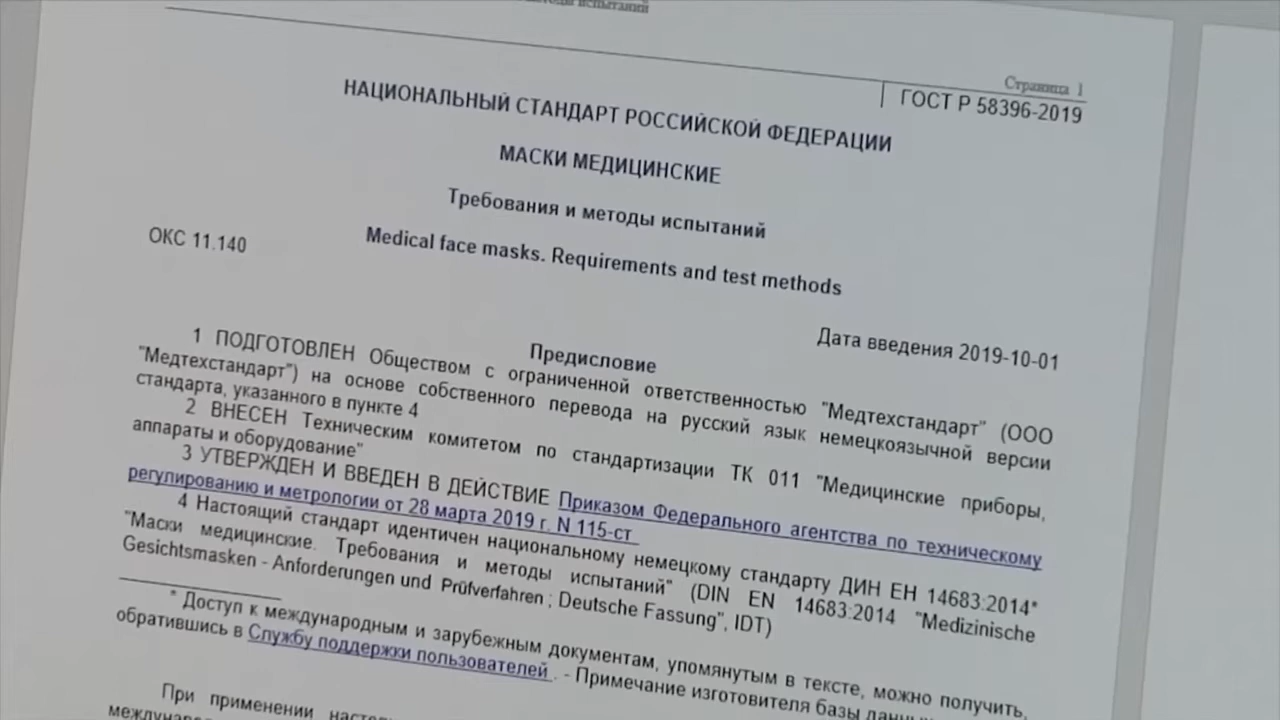 методы испытаний
Страница 1
ГОСТ Р 58396-2019
НАЦИОНАЛЬНЫЙ СТАНДАРТ РОССИЙСКОЙ ФЕДЕРАЦИИ
МАСКИ МЕДИЦИНСКИЕ
Требования и методы испытаний
Medical face masks. Requirements and test methods
ОКС 11.140
Дата введения 2019-10-01
Предисловие
1 ПОДГОТОВЛЕН Обществом с ограниченной ответственностью "Медтехстандарт" (ООО
"Медтехстандарт") на основе собственного перевода на русский язык немецкоязычной версии
стандарта, указанного в пункте 4
2 ВНЕСЕН Техническим комитетом по стандартизации ТК 011 "Медицинские приборы,
аппараты и оборудование"
3 УТВЕРЖДЕН И ВВЕДЕН В ДЕЙСТВИЕ Приказом Федерального агентства по техническому
регулированию и метрологии от 28 марта 2019 г. N 115-ст
4 Настоящий стандарт идентичен национальному немецкому стандарту ДИН ЕН 14683:2014*
"Маски медицинские. Требования и методы испытаний" (DIN EN 14683:2014 "Medizinische
Gesichtsmasken - Anforderungen und Prüfverfahren ; Deutsche Fassung", IDT)
* Доступ к международным и зарубежным документам, упомянутым в тексте, можно получить,
обратившись в Службу поддержки пользователей . - Примечание изготовителя базы
При применении